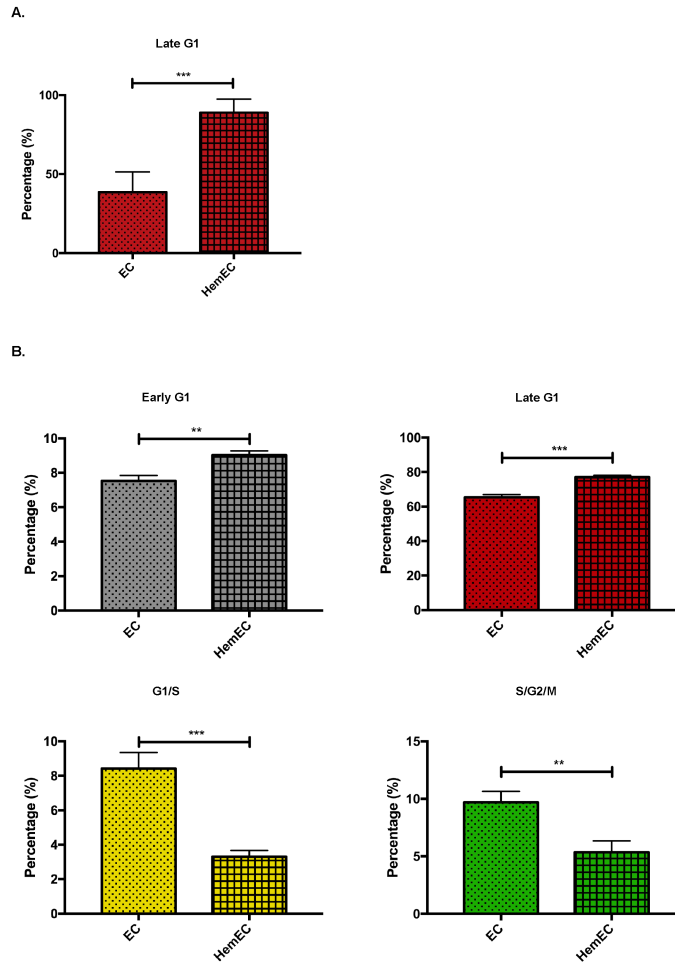 A.
Late G1
***
Percentage (%)
100
50
0
EC
HemEC
B.
Early G1
**
Percentage (%)
10
8
6
4
2
0
EC
HemEC
Late G1
***
Percentage (%)
100
80
60
40
20
0
EC
HemEC
G1/S
***
Percentage (%)
10
8
6
4
2
0
EC
HemEC
S/G2/M
**
Percentage (%)
15
10
5
0
EC
HemEC